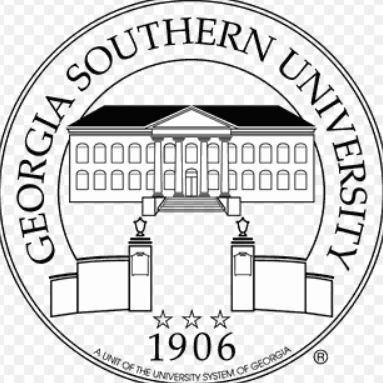 GEORGIA SOUTHERN UNIVERSITY
1906
A UNIT OF THE UNIVERSITY SYSTEM OF GEORGIA
®